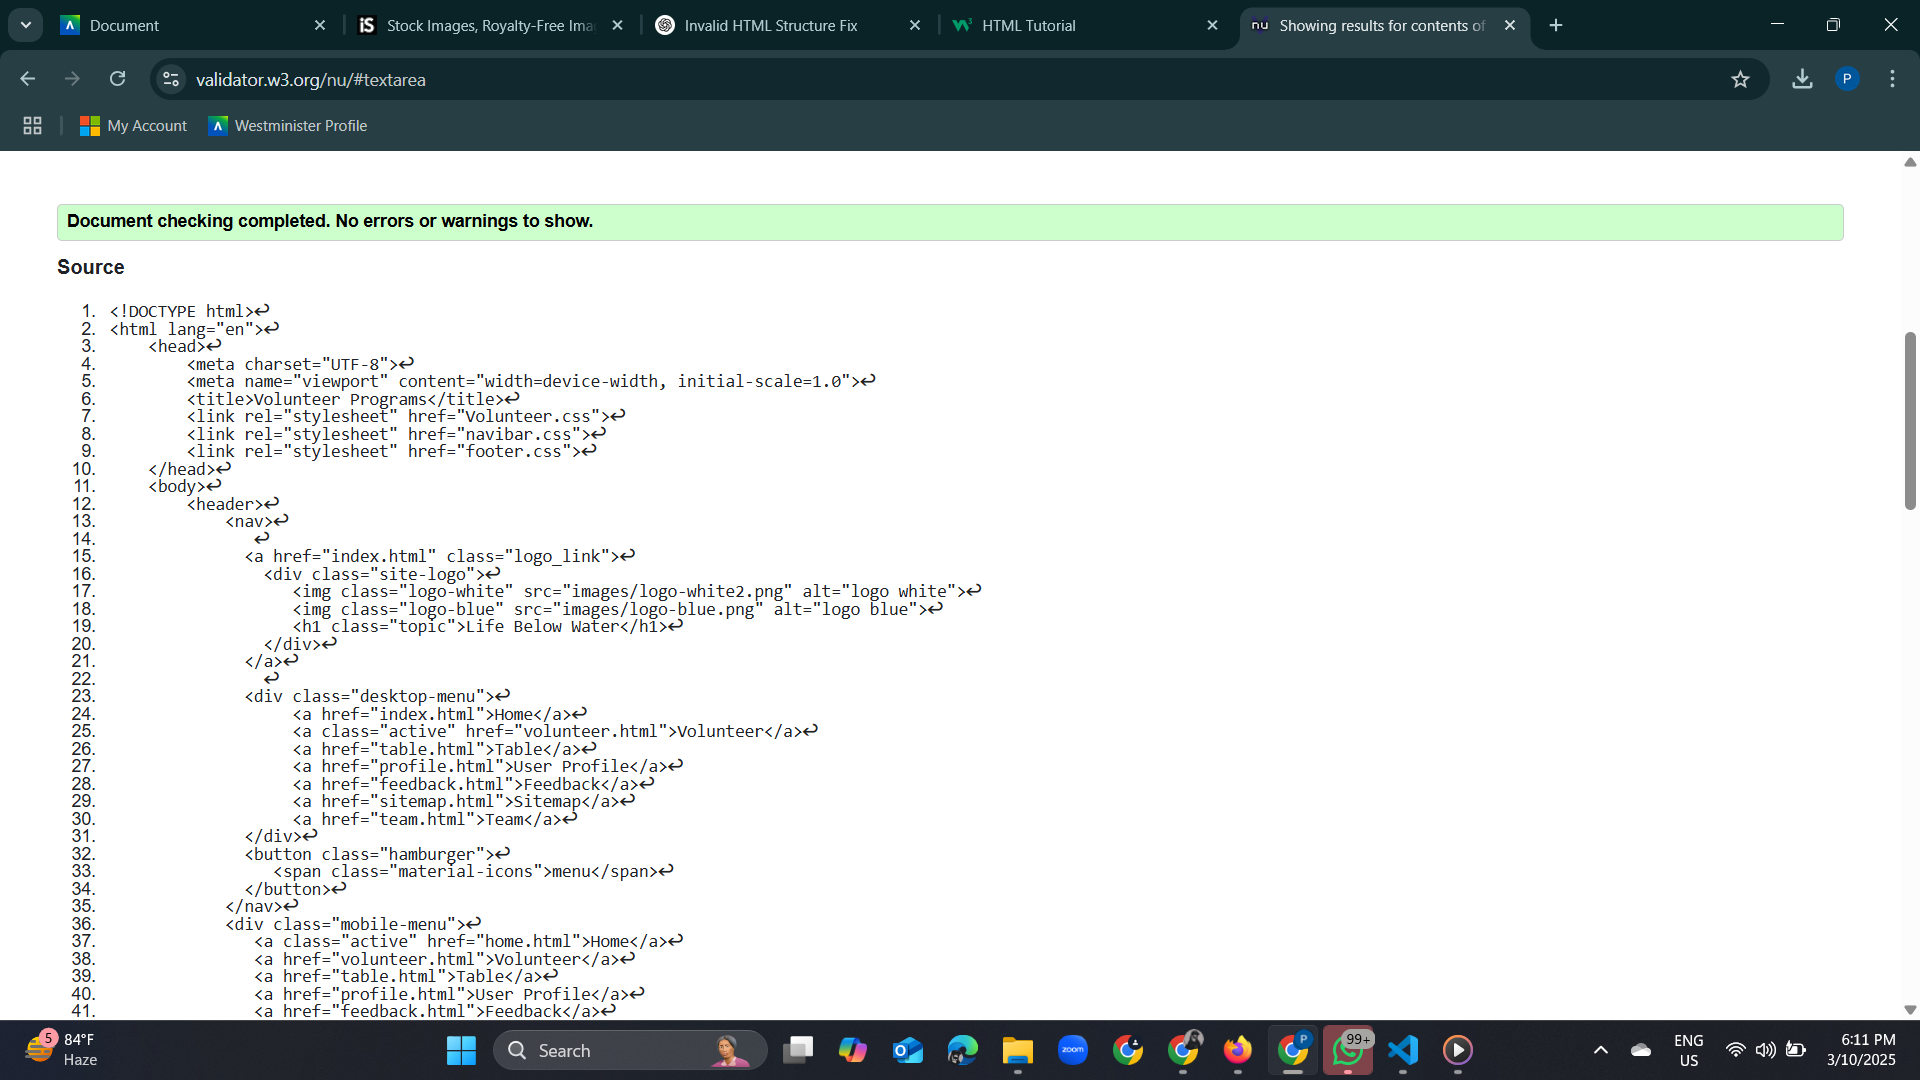 Document
Stock Images, Royalty-Free Ima
Invalid HTML Structure Fix
HTML Tutorial
nu Showing results for contents of
validator.w3.org/nu/#textarea
P
My Account
Westminister Profile
Document checking completed. No errors or warnings to show.
Source
1. <!DOCTYPE html>↩
2. <html lang="en">↩
3. <head>↩
4. <meta charset="UTF-8">↩
5. <meta name="viewport" content="width=device-width, initial-scale=1.0">↩
6. <title>Volunteer Programs</title>↩
7. <link rel="stylesheet" href="Volunteer.css">↩
8. <link rel="stylesheet" href="navibar.css">↩
9. <link rel="stylesheet" href="footer.css">↩
10. </head>↩
11. <body>↩
12. <header>↩
13. <nav>↩
14. ↩
15. <a href="index.html" class="logo_link">↩
16. <div class="site-logo">↩
17. <img class="logo-white" src="images/logo-white2.png" alt="logo white">↩
18. <img class="logo-blue" src="images/logo-blue.png" alt="logo blue">↩
19. <h1 class="topic">Life Below Water</h1>↩
20. </div>↩
21. </a>↩
22. ↩
23. <div class="desktop-menu">↩
24. <a href="index.html">Home</a>↩
25. <a class="active" href="volunteer.html">Volunteer</a>↩
26. <a href="table.html">Table</a>↩
27. <a href="profile.html">User Profile</a>↩
28. <a href="feedback.html">Feedback</a>↩
29. <a href="sitemap.html">Sitemap</a>↩
30. <a href="team.html">Team</a>↩
31. </div>↩
32. <button class="hamburger">↩
33. <span class="material-icons">menu</span>↩
34. </button>↩
35. </nav>↩
36. <div class="mobile-menu">↩
37. <a class="active" href="home.html">Home</a>↩
38. <a href="volunteer.html">Volunteer</a>↩
39. <a href="table.html">Table</a>↩
40. <a href="profile.html">User Profile</a>↩
41. <a href="feedback.html">Feedback</a>↩
5
84°F
Haze
Search
zoom
P
99+
ENG
US
6:11 PM
3/10/2025